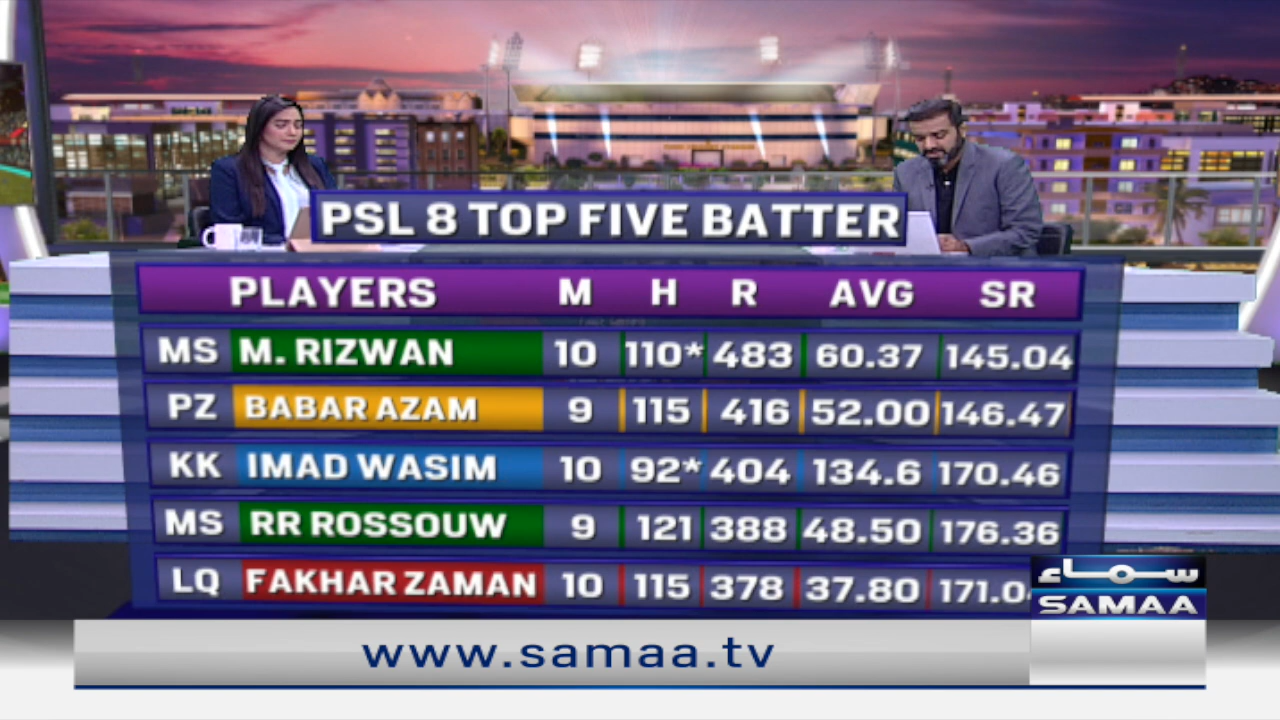 PSL 8 TOP FIVE BATTER
PLAYERS M H R AVG SR
MS M. RIZWAN 10 110* 483 60.37 145.04
PZ BABAR AZAM 9 115 416 52.00 146.47
KK IMAD WASIM 10 92* 404 134.6 170.46
MS RR ROSSOUW 9 121 388 48.50 176.36
LQ FAKHAR ZAMAN 10 115 378 37.80
سماء
SAMAA
www.samaa.tv